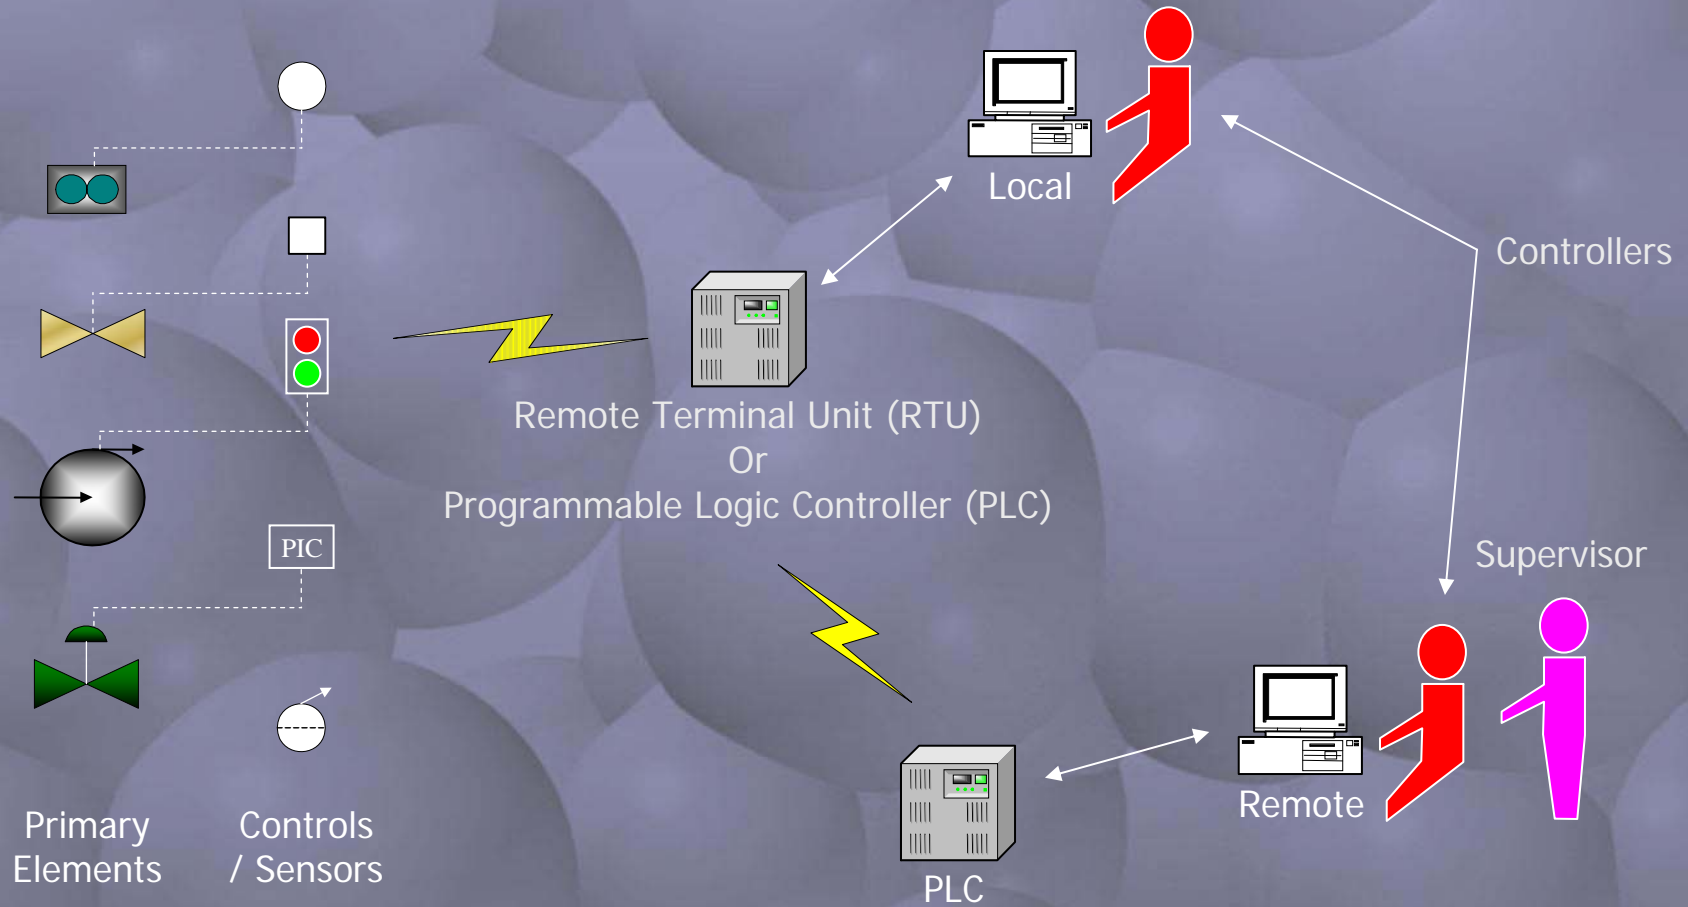 Local
Controllers
Remote Terminal Unit (RTU)
Or
Programmable Logic Controller (PLC)
PIC
Supervisor
Remote
Primary
Elements
Controls
/ Sensors
PLC